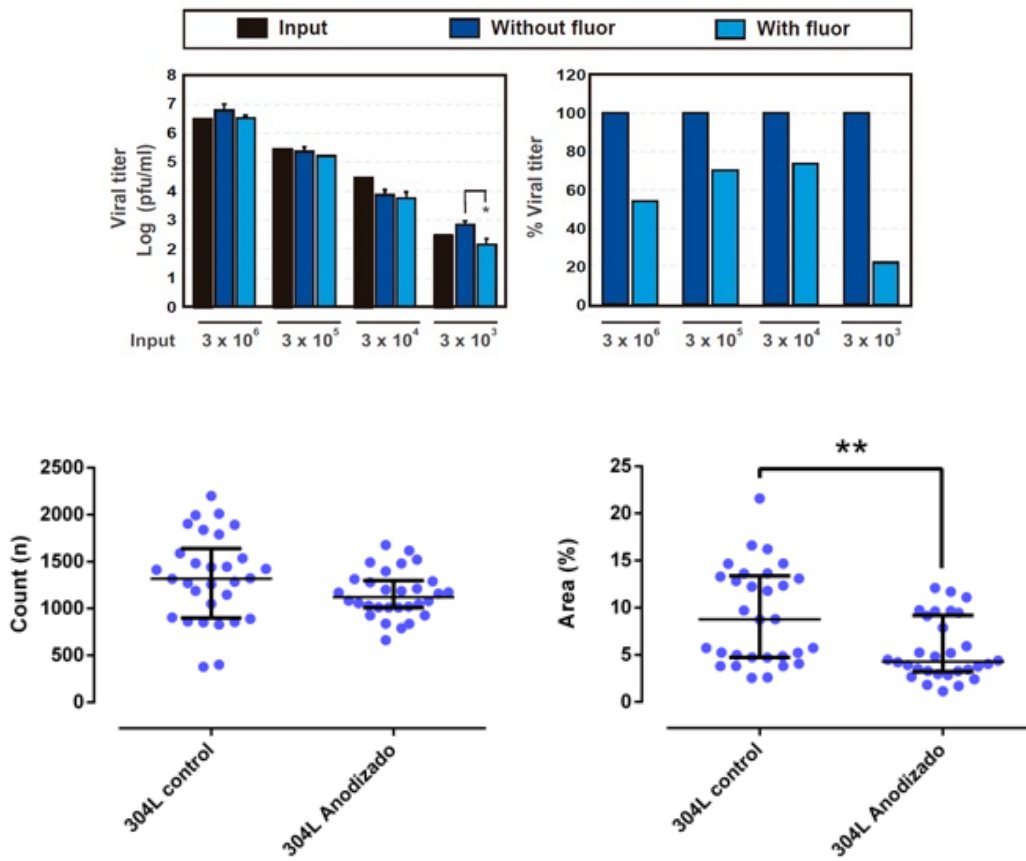 Input Without fluor With fluor
Viral titer
Log (pfu/ml)
8
7
6
5
4
3
2
1
0
*
Input 3 x 10⁶ 3 x 10⁵ 3 x 10⁴ 3 x 10³
% Viral titer
120
100
80
60
40
20
0
3 x 10⁶ 3 x 10⁵ 3 x 10⁴ 3 x 10³
Count (n)
2500
2000
1500
1000
500
0
304L control
304L Anodizado
**
Area (%)
25
20
15
10
5
0
304L control
304L Anodizado